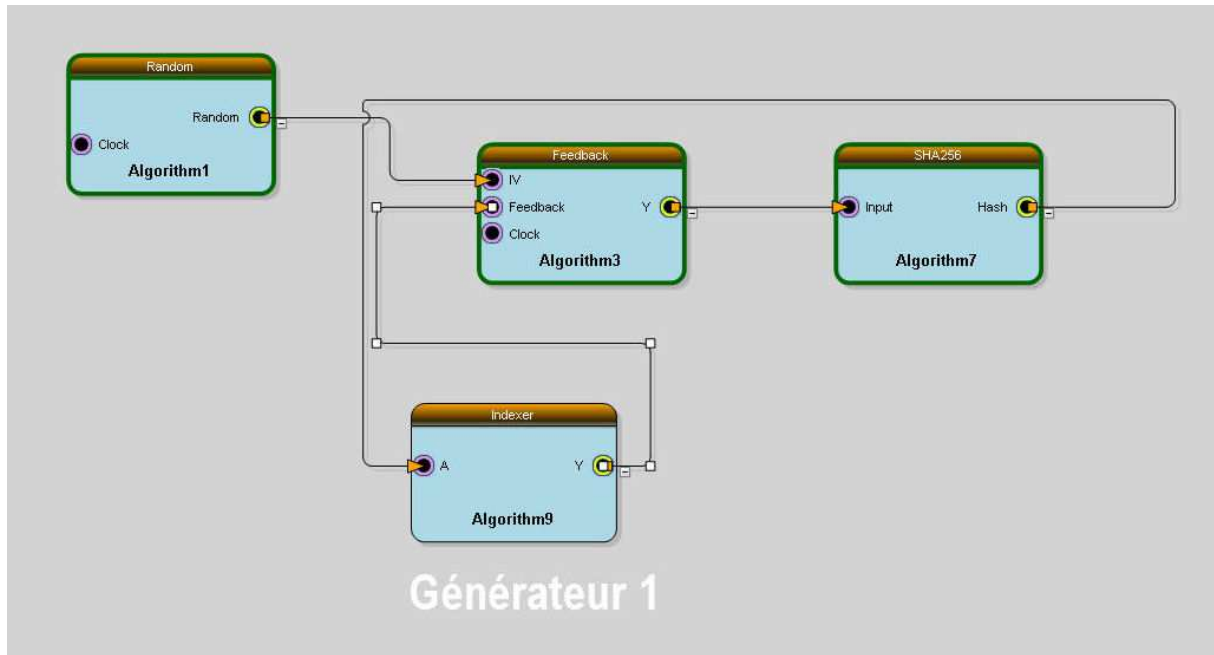 Random
Random
Clock
Algorithm1
Feedback
IV
Feedback
Y
Clock
Algorithm3
SHA256
Input
Hash
Algorithm7
Indexer
A
Y
Algorithm9
Générateur 1